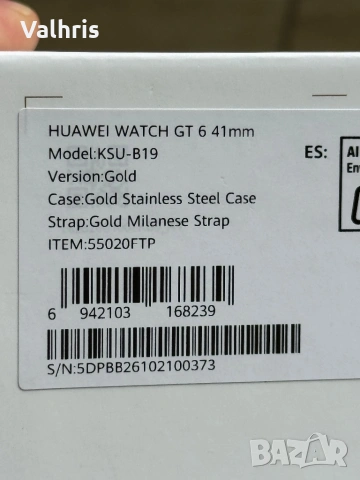 Valhris
HUAWEI WATCH GT 6 41mm
Model:KSU-B19
Version:Gold
Case:Gold Stainless Steel Case
Strap:Gold Milanese Strap
ITEM:55020FTP
6 942103 168239
S/N:5DPBB26102100373
ES:
BAZAR